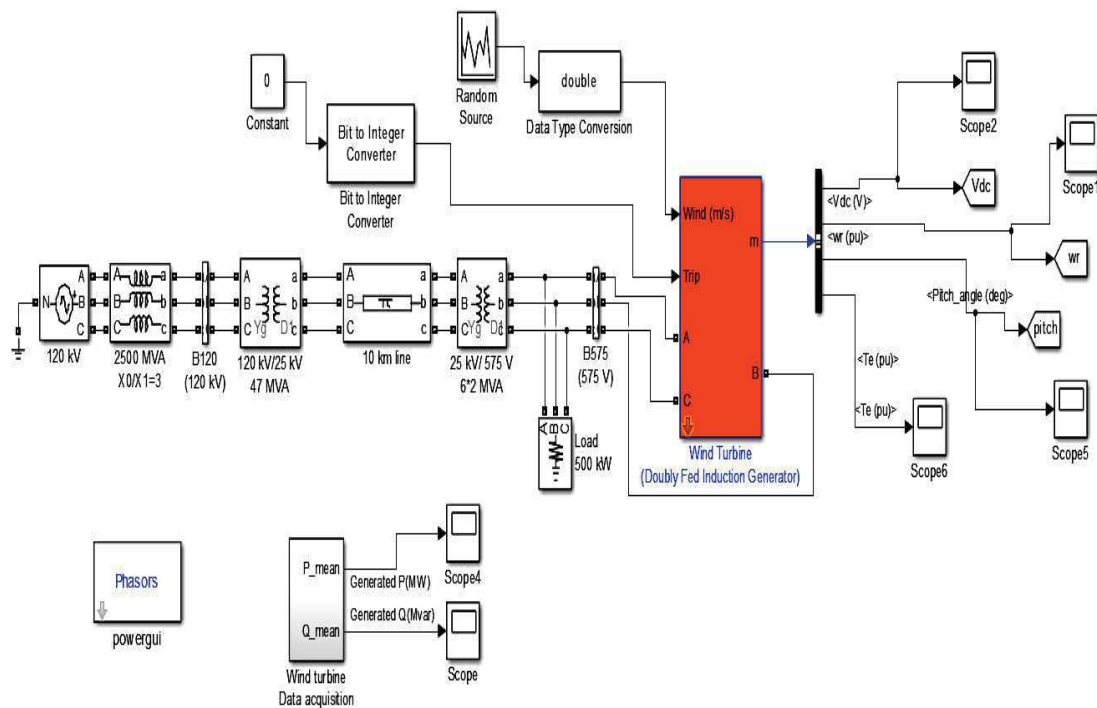 0
Constant
Bit to Integer
Converter
Bit to Integer
Converter
Random
Source
double
Data Type Conversion
Scope2
Scope1
Vdc
<Vdc (V)>
<wr (pu)>
wr
<Pitch_angle (deg)>
pitch
<Te (pu)>
<Te (pu)>
Scope6
Scope5
Wind (m/s)
Trip
m
A
B
C
Wind Turbine
(Doubly Fed Induction Generator)
N
A
B
C
120 kV
A
B
C
a
b
c
2500 MVA
X0/X1=3
B120
(120 kV)
A
B
C
a
b
c
Yg
D1
120 kV/25 kV
47 MVA
A
B
C
a
b
c
10 km line
A
B
C
a
b
c
Yg
25 kV/ 575 V
6*2 MVA
B575
(575 V)
A
B
C
Load
500 kW
Phasors
powergui
P_mean
Q_mean
Generated P(MW)
Generated Q(Mvar)
Scope4
Scope
Wind turbine
Data acquisition